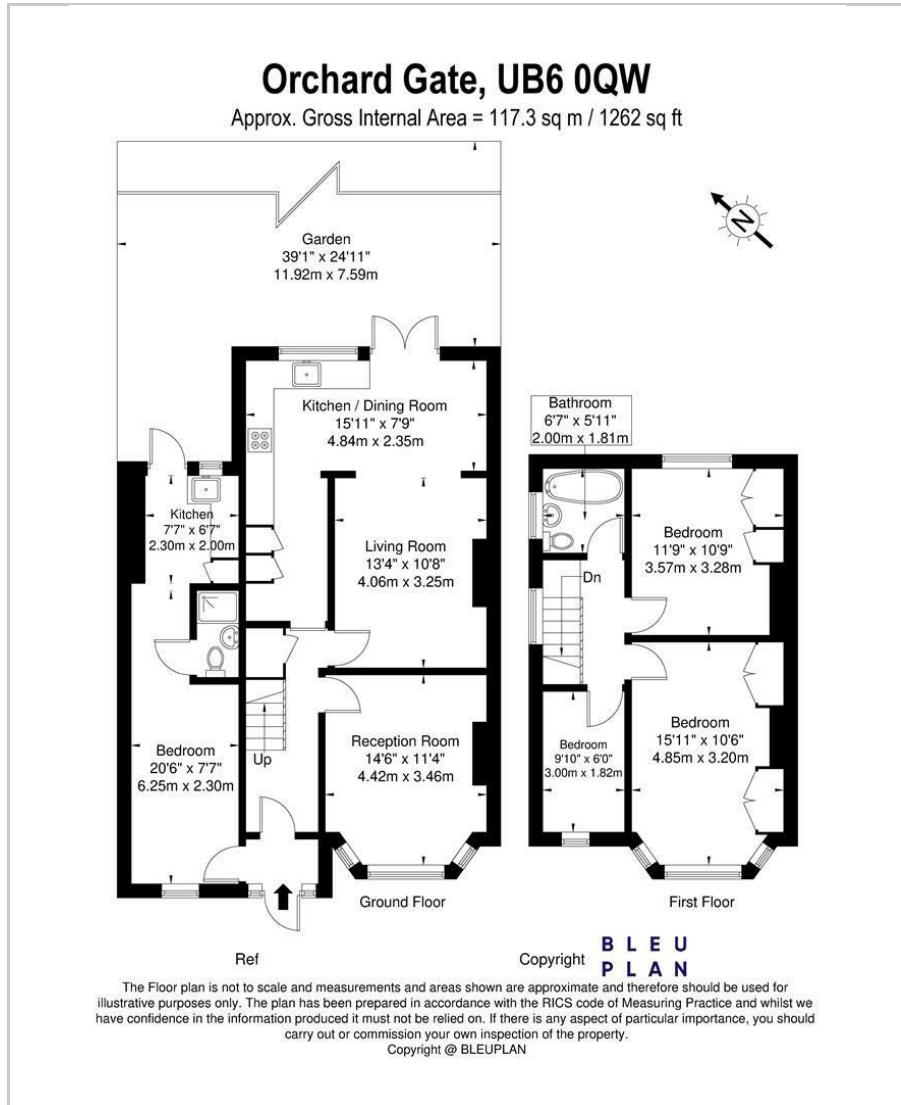 Orchard Gate, UB6 0QW
Approx. Gross Internal Area = 117.3 sq m / 1262 sq ft
N
Garden
39'1" x 24'11"
11.92m x 7.59m
Kitchen / Dining Room
15'11" x 7'9"
4.84m x 2.35m
Kitchen
7'7" x 6'7"
2.30m x 2.00m
Living Room
13'4" x 10'8"
4.06m x 3.25m
Bedroom
20'6" x 7'7"
6.25m x 2.30m
Up
Reception Room
14'6" x 11'4"
4.42m x 3.46m
Ground Floor
Bathroom
6'7" x 5'11"
2.00m x 1.81m
Bedroom
11'9" x 10'9"
3.57m x 3.28m
Dn
Bedroom
9'10" x 6'0"
3.00m x 1.82m
Bedroom
15'11" x 10'6"
4.85m x 3.20m
First Floor
Ref
Copyright
BLEU
PLAN
The Floor plan is not to scale and measurements and areas shown are approximate and therefore should be used for
illustrative purposes only. The plan has been prepared in accordance with the RICS code of Measuring Practice and whilst we
have confidence in the information produced it must not be relied on. If there is any aspect of particular importance, you should
carry out or commission your own inspection of the property.
Copyright @ BLEUPLAN